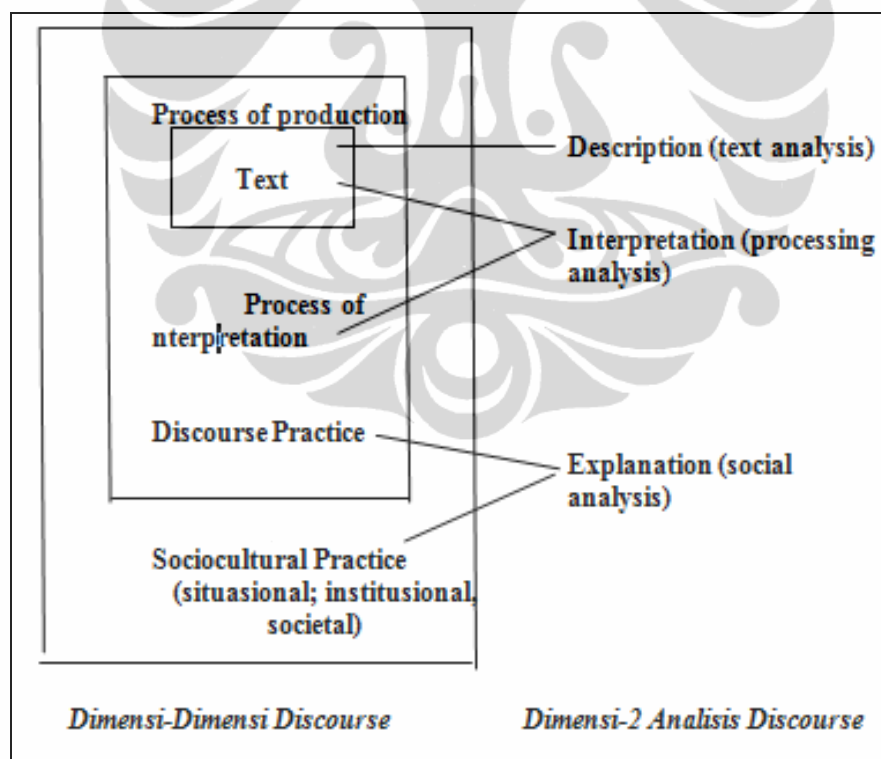 Process of production
Text
Description (text analysis)
Interpretation (processing
analysis)
Process of
nterpretation
Discourse Practice
Explanation (social
analysis)
Sociocultural Practice
(situasional; institusional,
societal)
Dimensi-Dimensi Discourse
Dimensi-2 Analisis Discourse